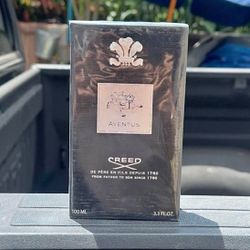 AVENTUS
CREED
DE PÈRE EN FILS DEPUIS 1760
FROM FATHER TO SON SINCE 1760
100 ML 3.3 FL.OZ